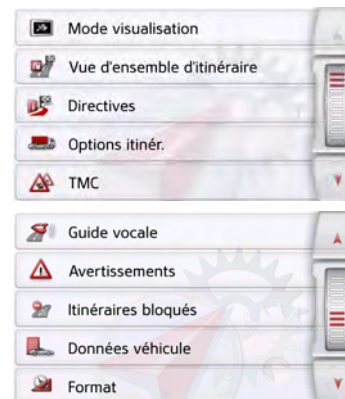 Mode visualisation
Vue d'ensemble d'itinéraire
Directives
Options itinér.
TMC
Guide vocale
Avertissements
Itinéraires bloqués
Données véhicule
Format